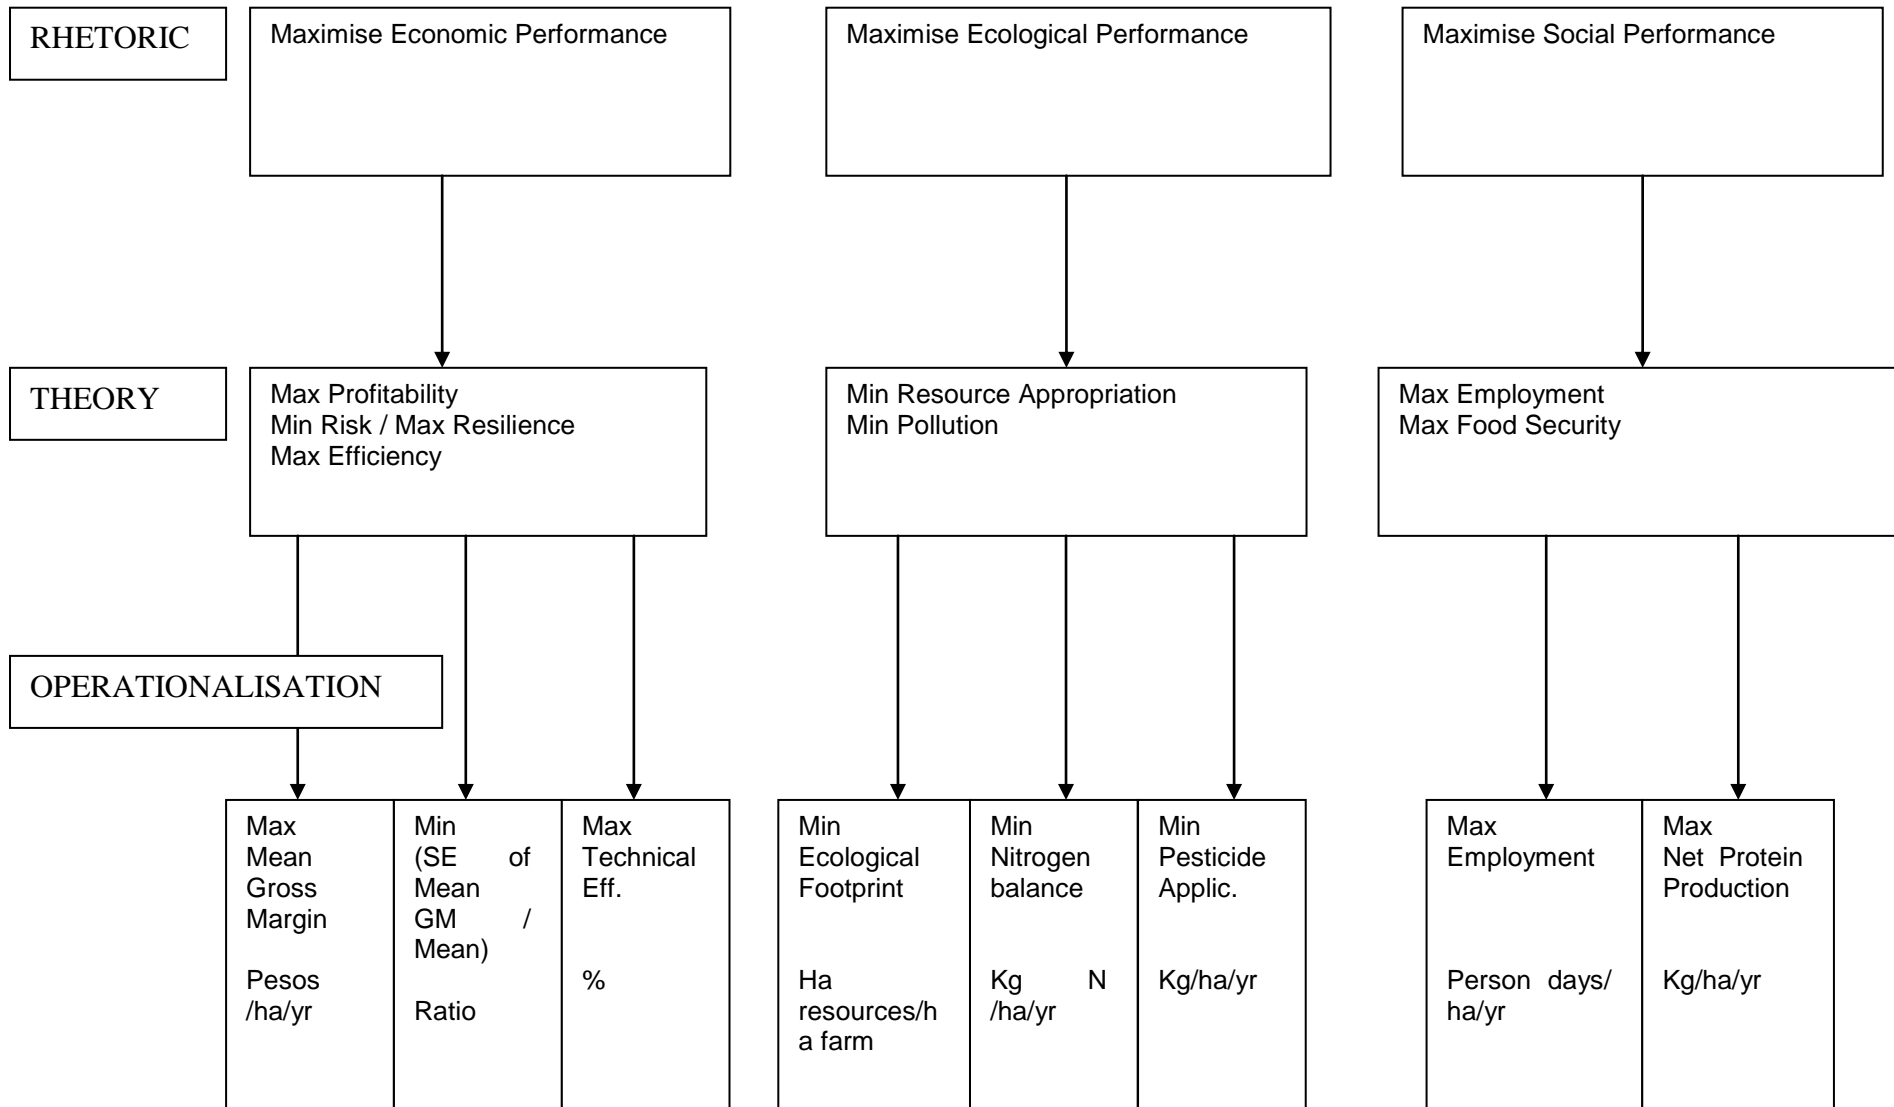 RHETORIC
Maximise Economic Performance
Maximise Ecological Performance
Maximise Social Performance
THEORY
Max Profitability
Min Risk / Max Resilience
Max Efficiency
Min Resource Appropriation
Min Pollution
Max Employment
Max Food Security
OPERATIONALISATION
Max
Mean
Gross
Margin
Pesos
/ha/yr
Min
(SE of
Mean
GM /
Mean)
Ratio
Max
Technical
Eff.
%
Min
Ecological
Footprint
Ha
resources/h
a farm
Min
Nitrogen
balance
Kg N
/ha/yr
Min
Pesticide
Applic.
Kg/ha/yr
Max
Employment
Person days/
ha/yr
Max
Net Protein
Production
Kg/ha/yr